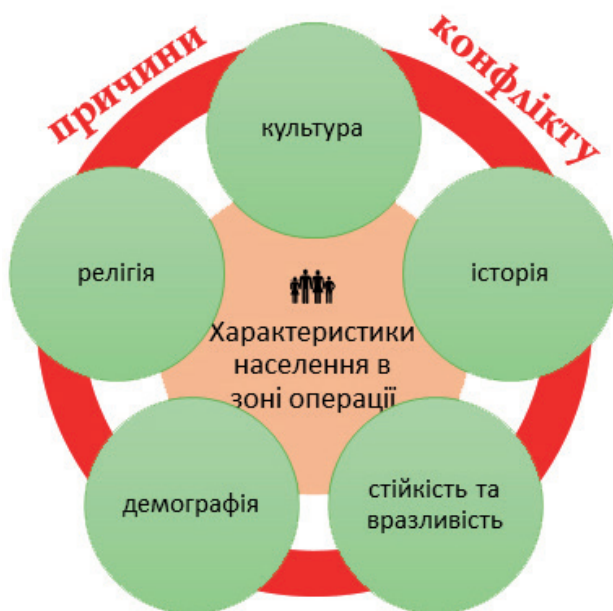 причини
конфлікту
культура
релігія
історія
Характеристики
населення в
зоні операції
демографія
стійкість та
вразливість